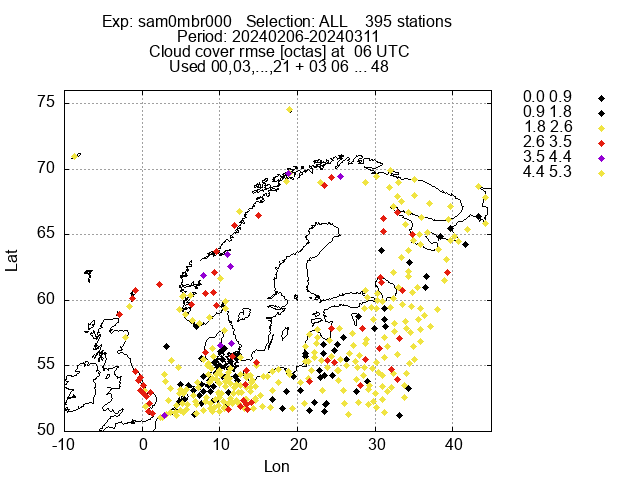 Exp: sam0mbr000 Selection: ALL 395 stations
Period: 20240206-20240311
Cloud cover rmse [octas] at 06 UTC
Used 00,03,...,21 + 03 06 ... 48
0.0 0.9
0.9 1.8
1.8 2.6
2.6 3.5
3.5 4.4
4.4 5.3
75
70
65
60
55
50
Lat
-10 0 10 20 30 40
Lon